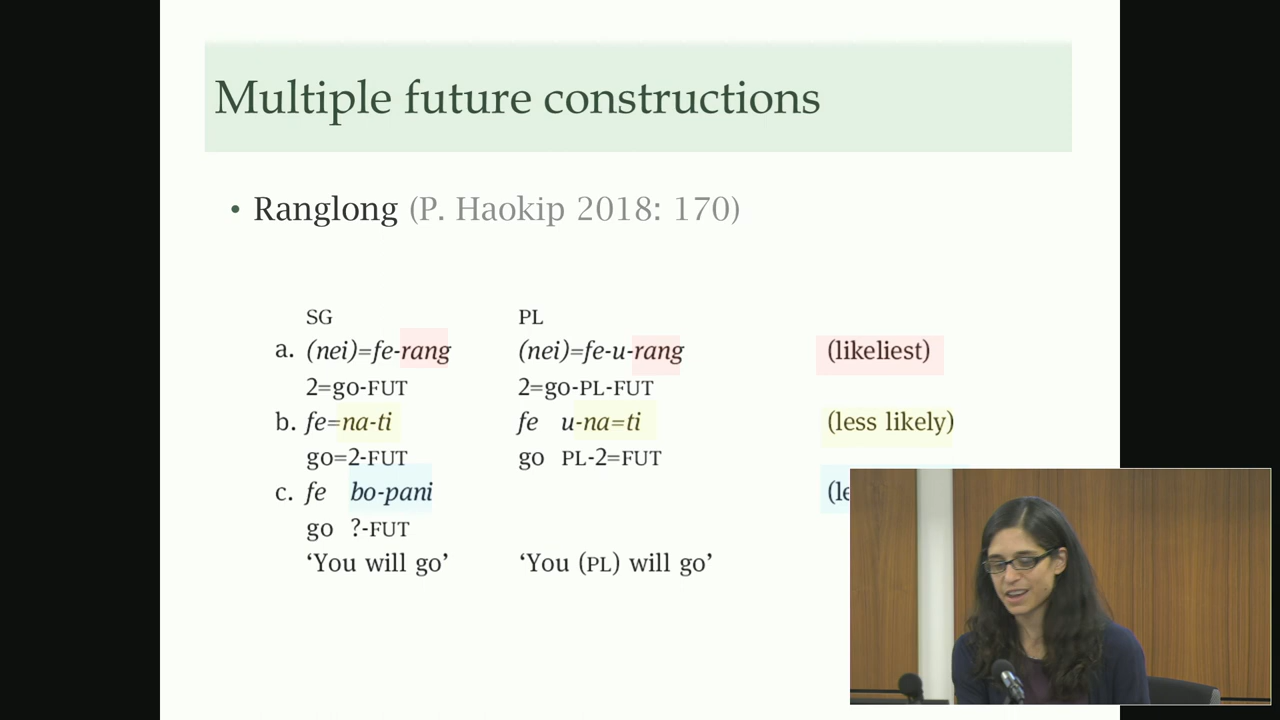 Multiple future constructions
• Ranglong (P. Haokip 2018: 170)
SG PL
a. (nei)=fe-rang (nei)=fe-u-rang (likeliest)
2=go-FUT 2=go-PL-FUT
b. fe=na-ti fe u-na=ti (less likely)
go=2-FUT go PL-2=FUT
c. fe bo-pani
go ?-FUT
‘You will go’ ‘You (PL) will go’